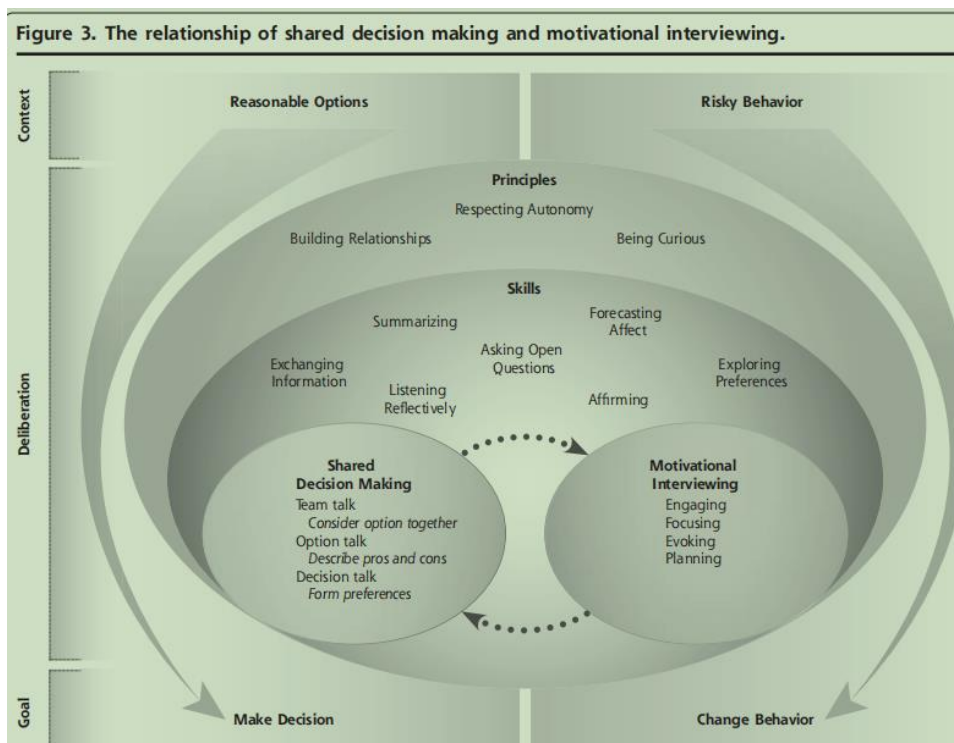 Figure 3. The relationship of shared decision making and motivational interviewing.
Context
Reasonable Options
Risky Behavior
Deliberation
Principles
Respecting Autonomy
Building Relationships
Being Curious
Skills
Summarizing
Forecasting
Affect
Asking Open
Questions
Exchanging
Information
Exploring
Preferences
Listening
Reflectively
Affirming
Shared
Decision Making
Team talk
Consider option together
Option talk
Describe pros and cons
Decision talk
Form preferences
Motivational
Interviewing
Engaging
Focusing
Evoking
Planning
Goal
Make Decision
Change Behavior